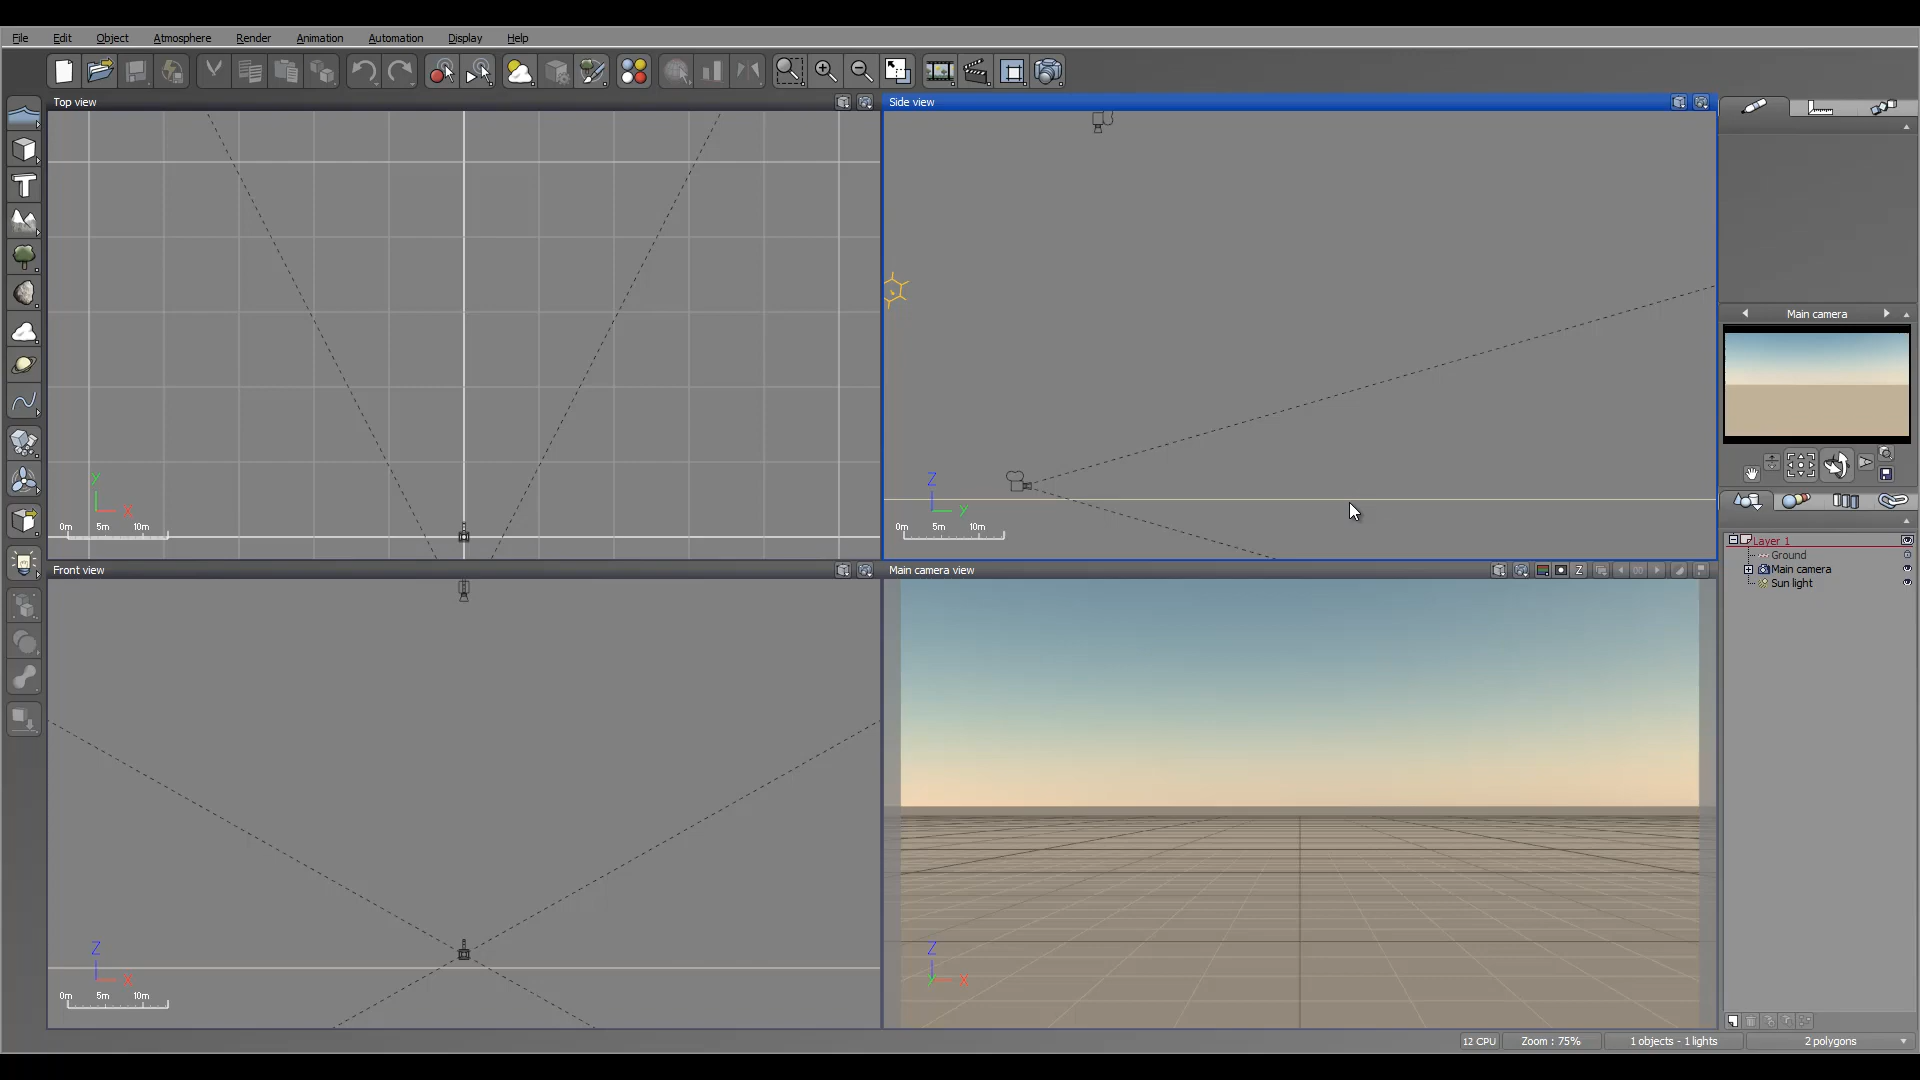 File Edit Object Atmosphere Render Animation Automation Display Help
Top view
Side view
y
x
0m 5m 10m
Z
y
0m 5m 10m
Main camera
Layer 1
Ground
Main camera
Sun light
Front view
Main camera view
Z
Z
X
0m 5m 10m
Z
Y
X
12 CPU
Zoom : 75%
1 objects - 1 lights
2 polygons